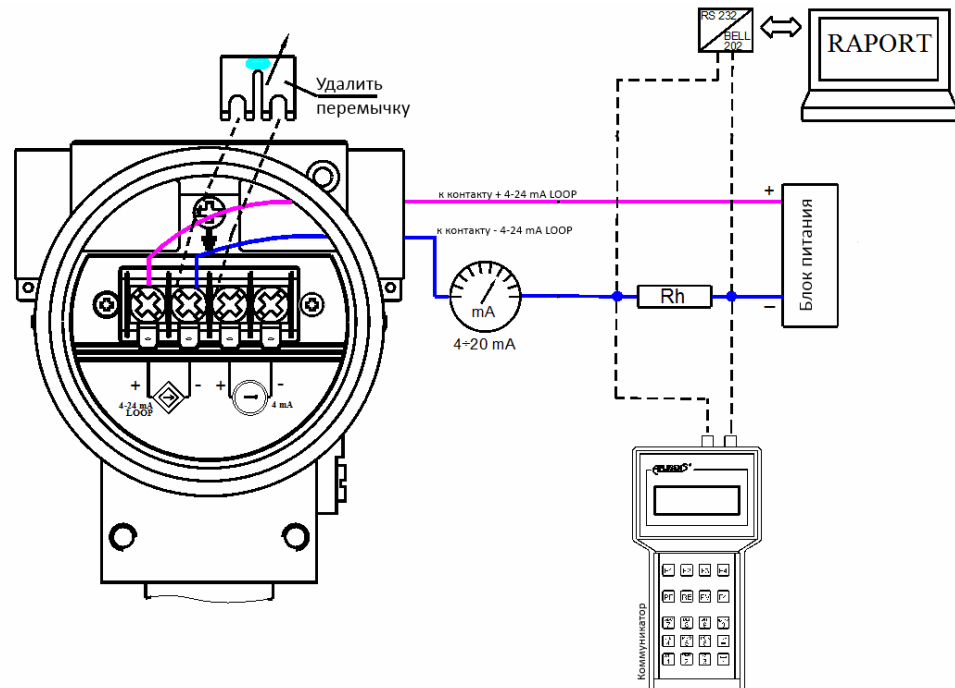 RS 232
BELL
202
RAPORT
Удалить
перемычку
к контакту + 4-24 mA LOOP
к контакту - 4-24 mA LOOP
+
Блок питания
−
mA
4÷20 mA
Rh
+ - + -
4-24 mA
LOOP
4 mA
Коммуникатор